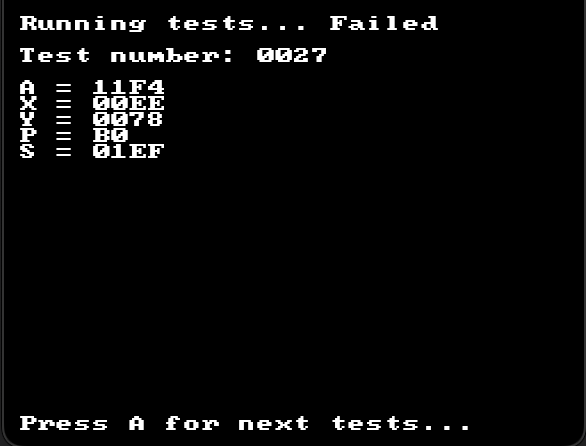 Running tests... Failed
Test number: 0027
A = 11F4
X = 00EE
Y = 0078
P = B0
S = 01EF
Press A for next tests...